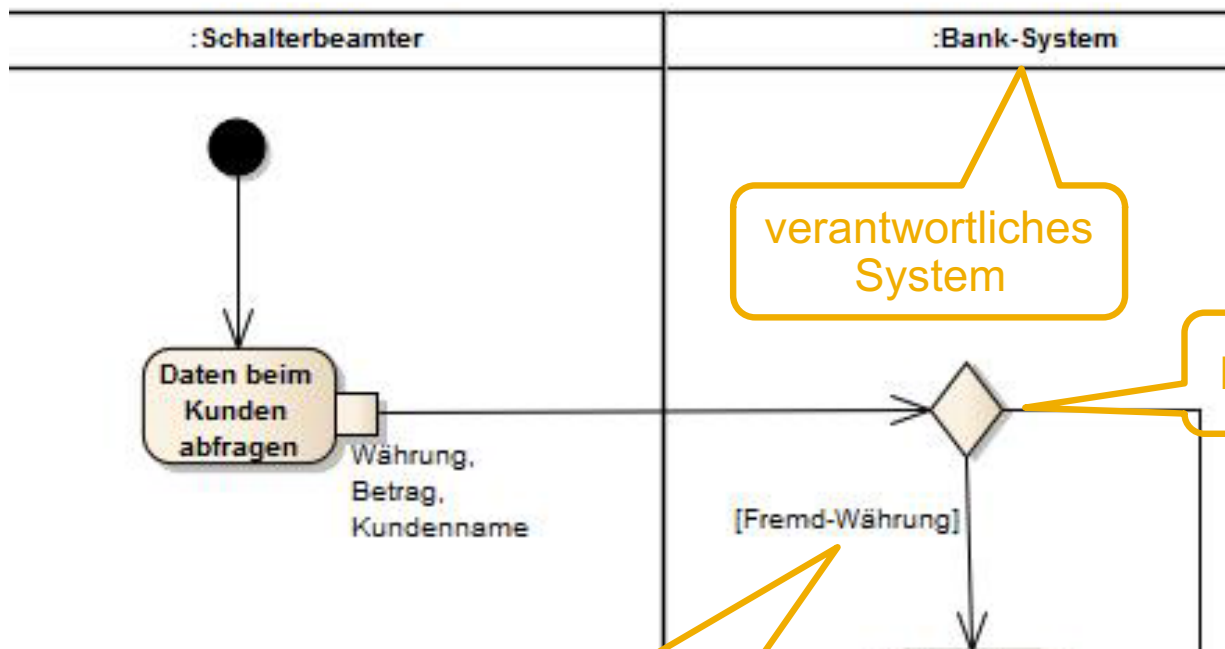 :Schalterbeamter
:Bank-System
verantwortliches
System
Daten beim
Kunden
abfragen
Währung,
Betrag,
Kundenname
[Fremd-Währung]